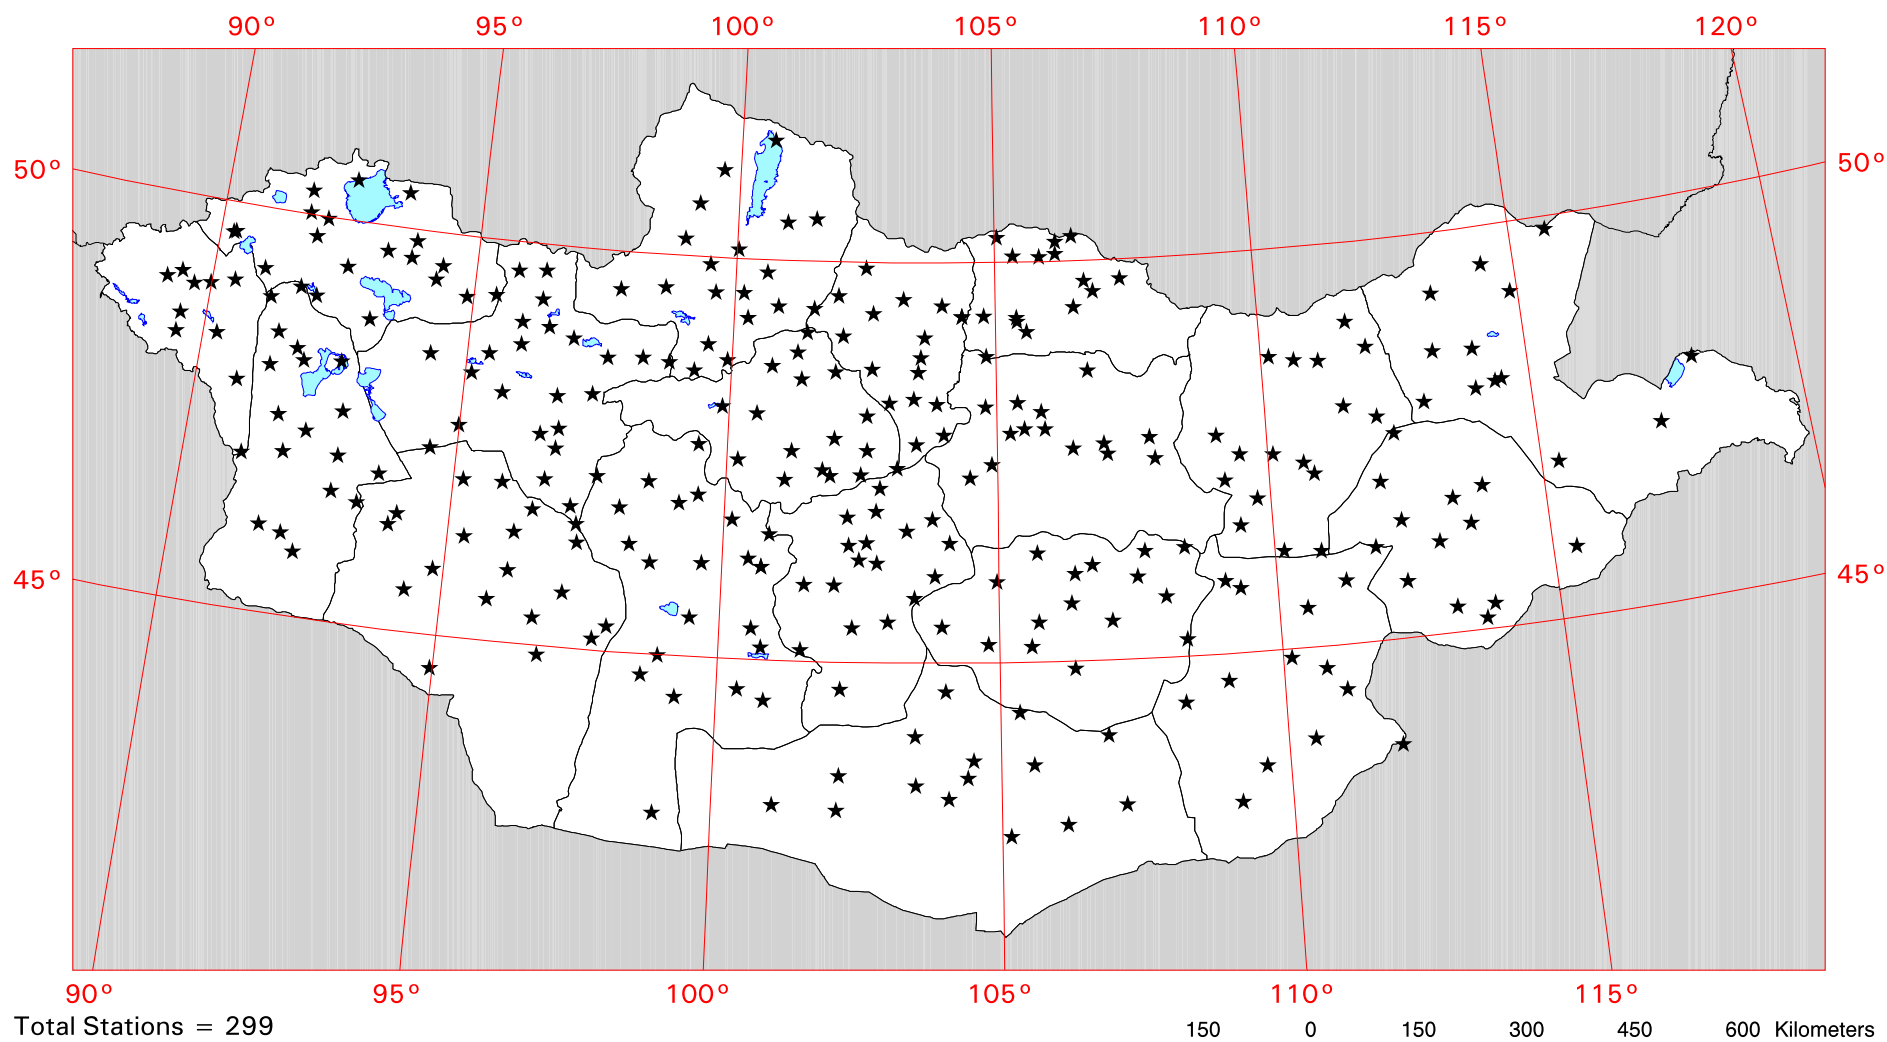 90° 95° 100° 105° 110° 115° 120°
50° 50°
45° 45°
90° 95° 100° 105° 110° 115°
Total Stations = 299
150 0 150 300 450 600 Kilometers